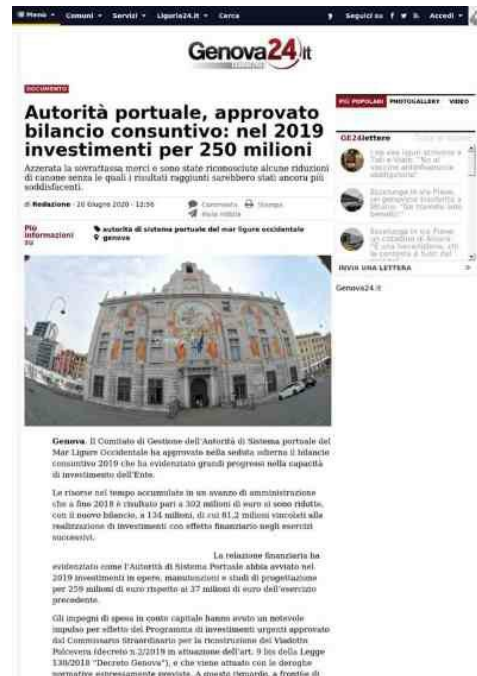 Menù Comuni Servizi Liguria24.it Cerca Seguici su Accedi
Genova24.it
DOCUMENTO
Autorità portuale, approvato
bilancio consuntivo: nel 2019
investimenti per 250 milioni
Azzerata la sovrattassa merci e sono state riconosciute alcune riduzioni
di canone senza le quali i risultati raggiunti sarebbero stati ancora più
soddisfacenti.
di Redazione - 20 Giugno 2020 - 12:56 Commenta Stampa
Invia notizia
Più
informazioni
su
autorità di sistema portuale del mar ligure occidentale
genova
PIÙ POPOLARI PHOTOGALLERY VIDEO
GE24lettere
INVIA UNA LETTERA
Genova24.it
Genova. Il Comitato di Gestione dell'Autorità di Sistema portuale del
Mar Ligure Occidentale ha approvato nella seduta odierna il bilancio
consuntivo 2019 che ha evidenziato grandi progressi nella capacità
di investimento dell'Ente.
Le risorse nel tempo accumulate in un avanzo di amministrazione
che a fine 2018 è risultato pari a 302 milioni di euro si sono ridotte,
con il nuovo bilancio, a 134 milioni, di cui 81,2 milioni vincolati alla
realizzazione di investimenti con effetto finanziario negli esercizi
successivi.
La relazione finanziaria ha
evidenziato come l'Autorità di Sistema Portuale abbia avviato nel
2019 investimenti in opere, manutenzioni e studi di progettazione
per 259 milioni di euro rispetto ai 37 milioni di euro dell'esercizio
precedente.
Gli impegni di spesa in conto capitale hanno avuto un notevole
impulso per effetto del Programma di investimenti urgenti approvato
dal Commissario Straordinario per la ricostruzione del Viadotto
Polcevera (decreto n.2/2019 in attuazione dell'art. 9 bis della Legge
130/2018 "Decreto Genova"), e che viene attuato con le deroghe
normative espressamente previste. A questo riguardo, a fronte di